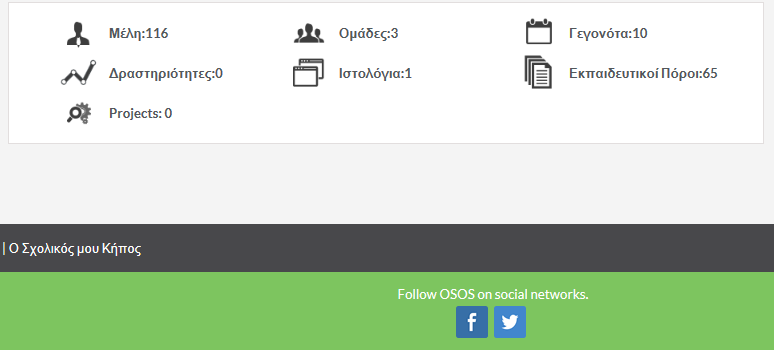 Μέλη:116 Ομάδες:3 Γεγονότα:10
Δραστηριότητες:0 Ιστολόγια:1 Εκπαιδευτικοί Πόροι:65
Projects: 0
Ο Σχολικός μου Κήπος
Follow OSOS on social networks.